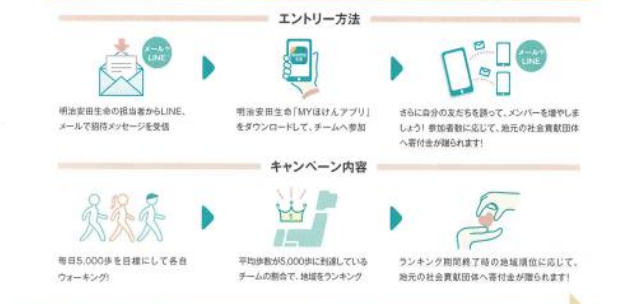 エントリー方法
メールや
LINE
メールや
LINE
明治安田生命の担当者からLINE、
メールで招待メッセージを受信
明治安田生命「MYほけんアプリ」
をダウンロードして、チームへ参加
さらに自分の友だちを誘って、メンバーを増やしま
しょう! 参加者数に応じて、地元の社会貢献団体
へ寄付金が贈られます!
キャンペーン内容
1
毎日5,000歩を目標にして各自
ウォーキング!
平均歩数が5,000歩に到達している
チームの割合で、地域をランキング
ランキング期間終了時の地域順位に応じて、
地元の社会貢献団体へ寄付金が贈られます!